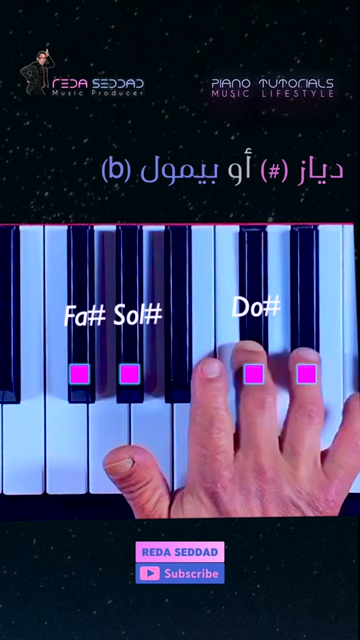 REDA SEDDAD
Music Producer
PIANO TUTORIALS
MUSIC LIFESTYLE
دياز (#) أو بيمول (b)
Fa# Sol#
Do#
REDA SEDDAD
Subscribe